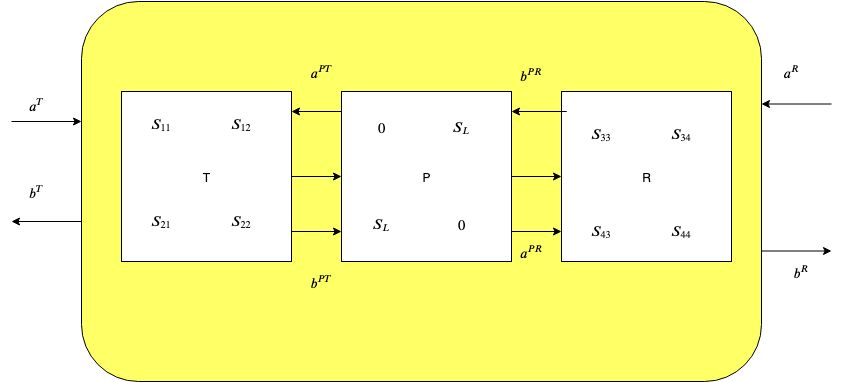 a^T
b^T
a^{PT}
b^{PR}
a^R
S_{11} S_{12}
T
S_{21} S_{22}
0 S_L
P
S_L 0
S_{33} S_{34}
R
S_{43} S_{44}
b^{PT}
a^{PR}
b^R